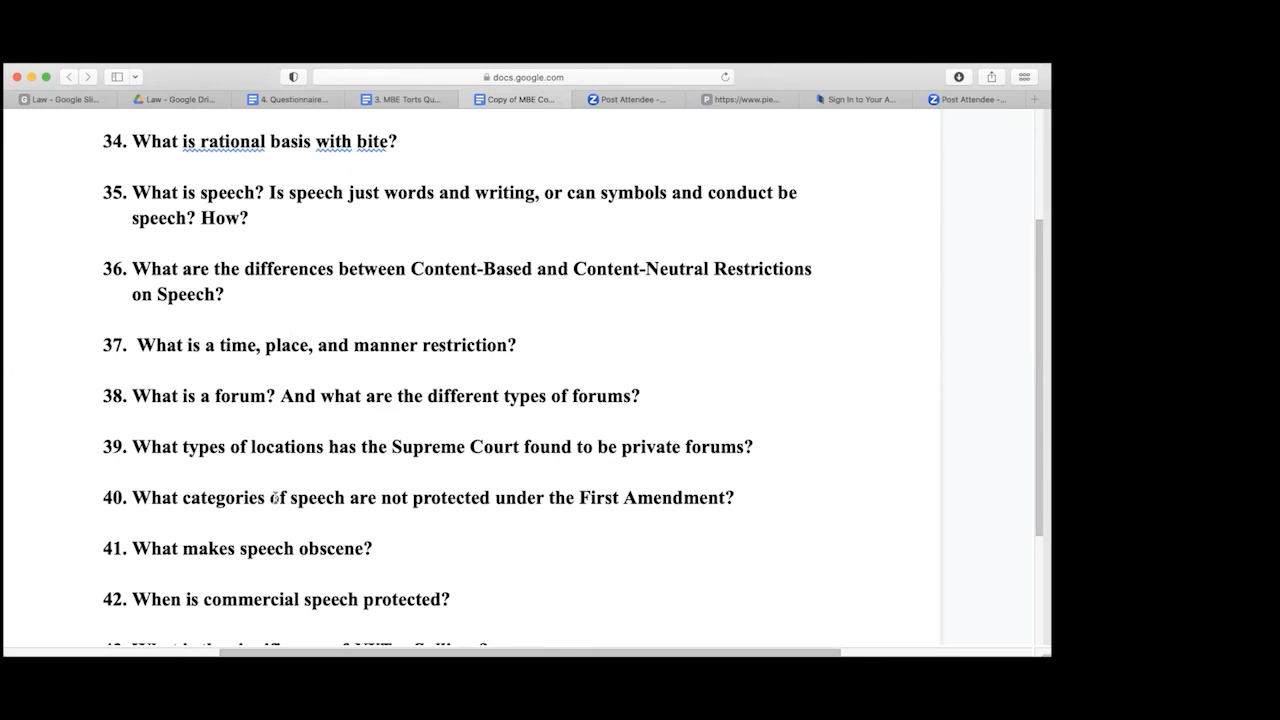 docs.google.com
Law - Google Sli...
Law - Google Dri...
4. Questionnaire...
3. MBE Torts Qu...
Copy of MBE Co...
Post Attendee -...
https://www.pie...
Sign In to Your A...
Post Attendee -...
34. What is rational basis with bite?
35. What is speech? Is speech just words and writing, or can symbols and conduct be
speech? How?
36. What are the differences between Content-Based and Content-Neutral Restrictions
on Speech?
37. What is a time, place, and manner restriction?
38. What is a forum? And what are the different types of forums?
39. What types of locations has the Supreme Court found to be private forums?
40. What categories of speech are not protected under the First Amendment?
41. What makes speech obscene?
42. When is commercial speech protected?